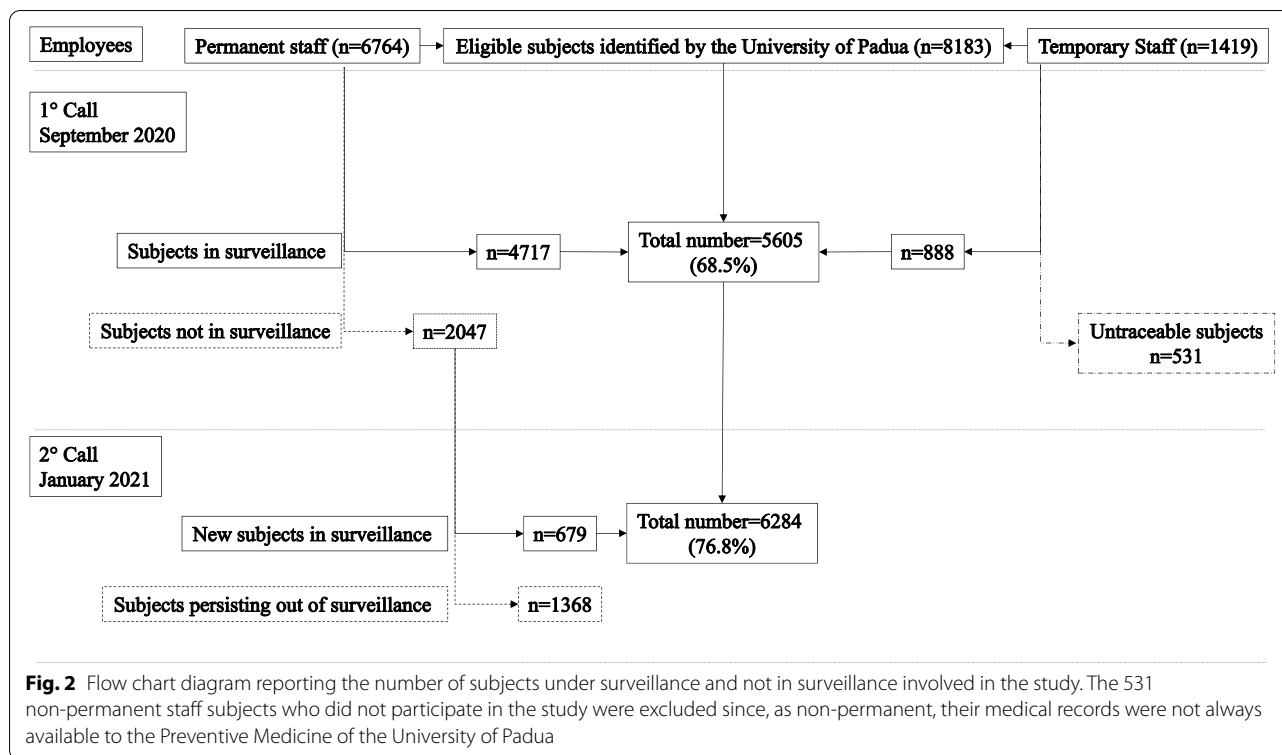 Employees
Permanent staff (n=6764)
Eligible subjects identified by the University of Padua (n=8183)
Temporary Staff (n=1419)
1° Call
September 2020
Subjects in surveillance
n=4717
Total number=5605
(68.5%)
n=888
Subjects not in surveillance
n=2047
Untraceable subjects
n=531
2° Call
January 2021
New subjects in surveillance
n=679
Total number=6284
(76.8%)
Subjects persisting out of surveillance
n=1368
Fig. 2 Flow chart diagram reporting the number of subjects under surveillance and not in surveillance involved in the study. The 531
non-permanent staff subjects who did not participate in the study were excluded since, as non-permanent, their medical records were not always
available to the Preventive Medicine of the University of Padua